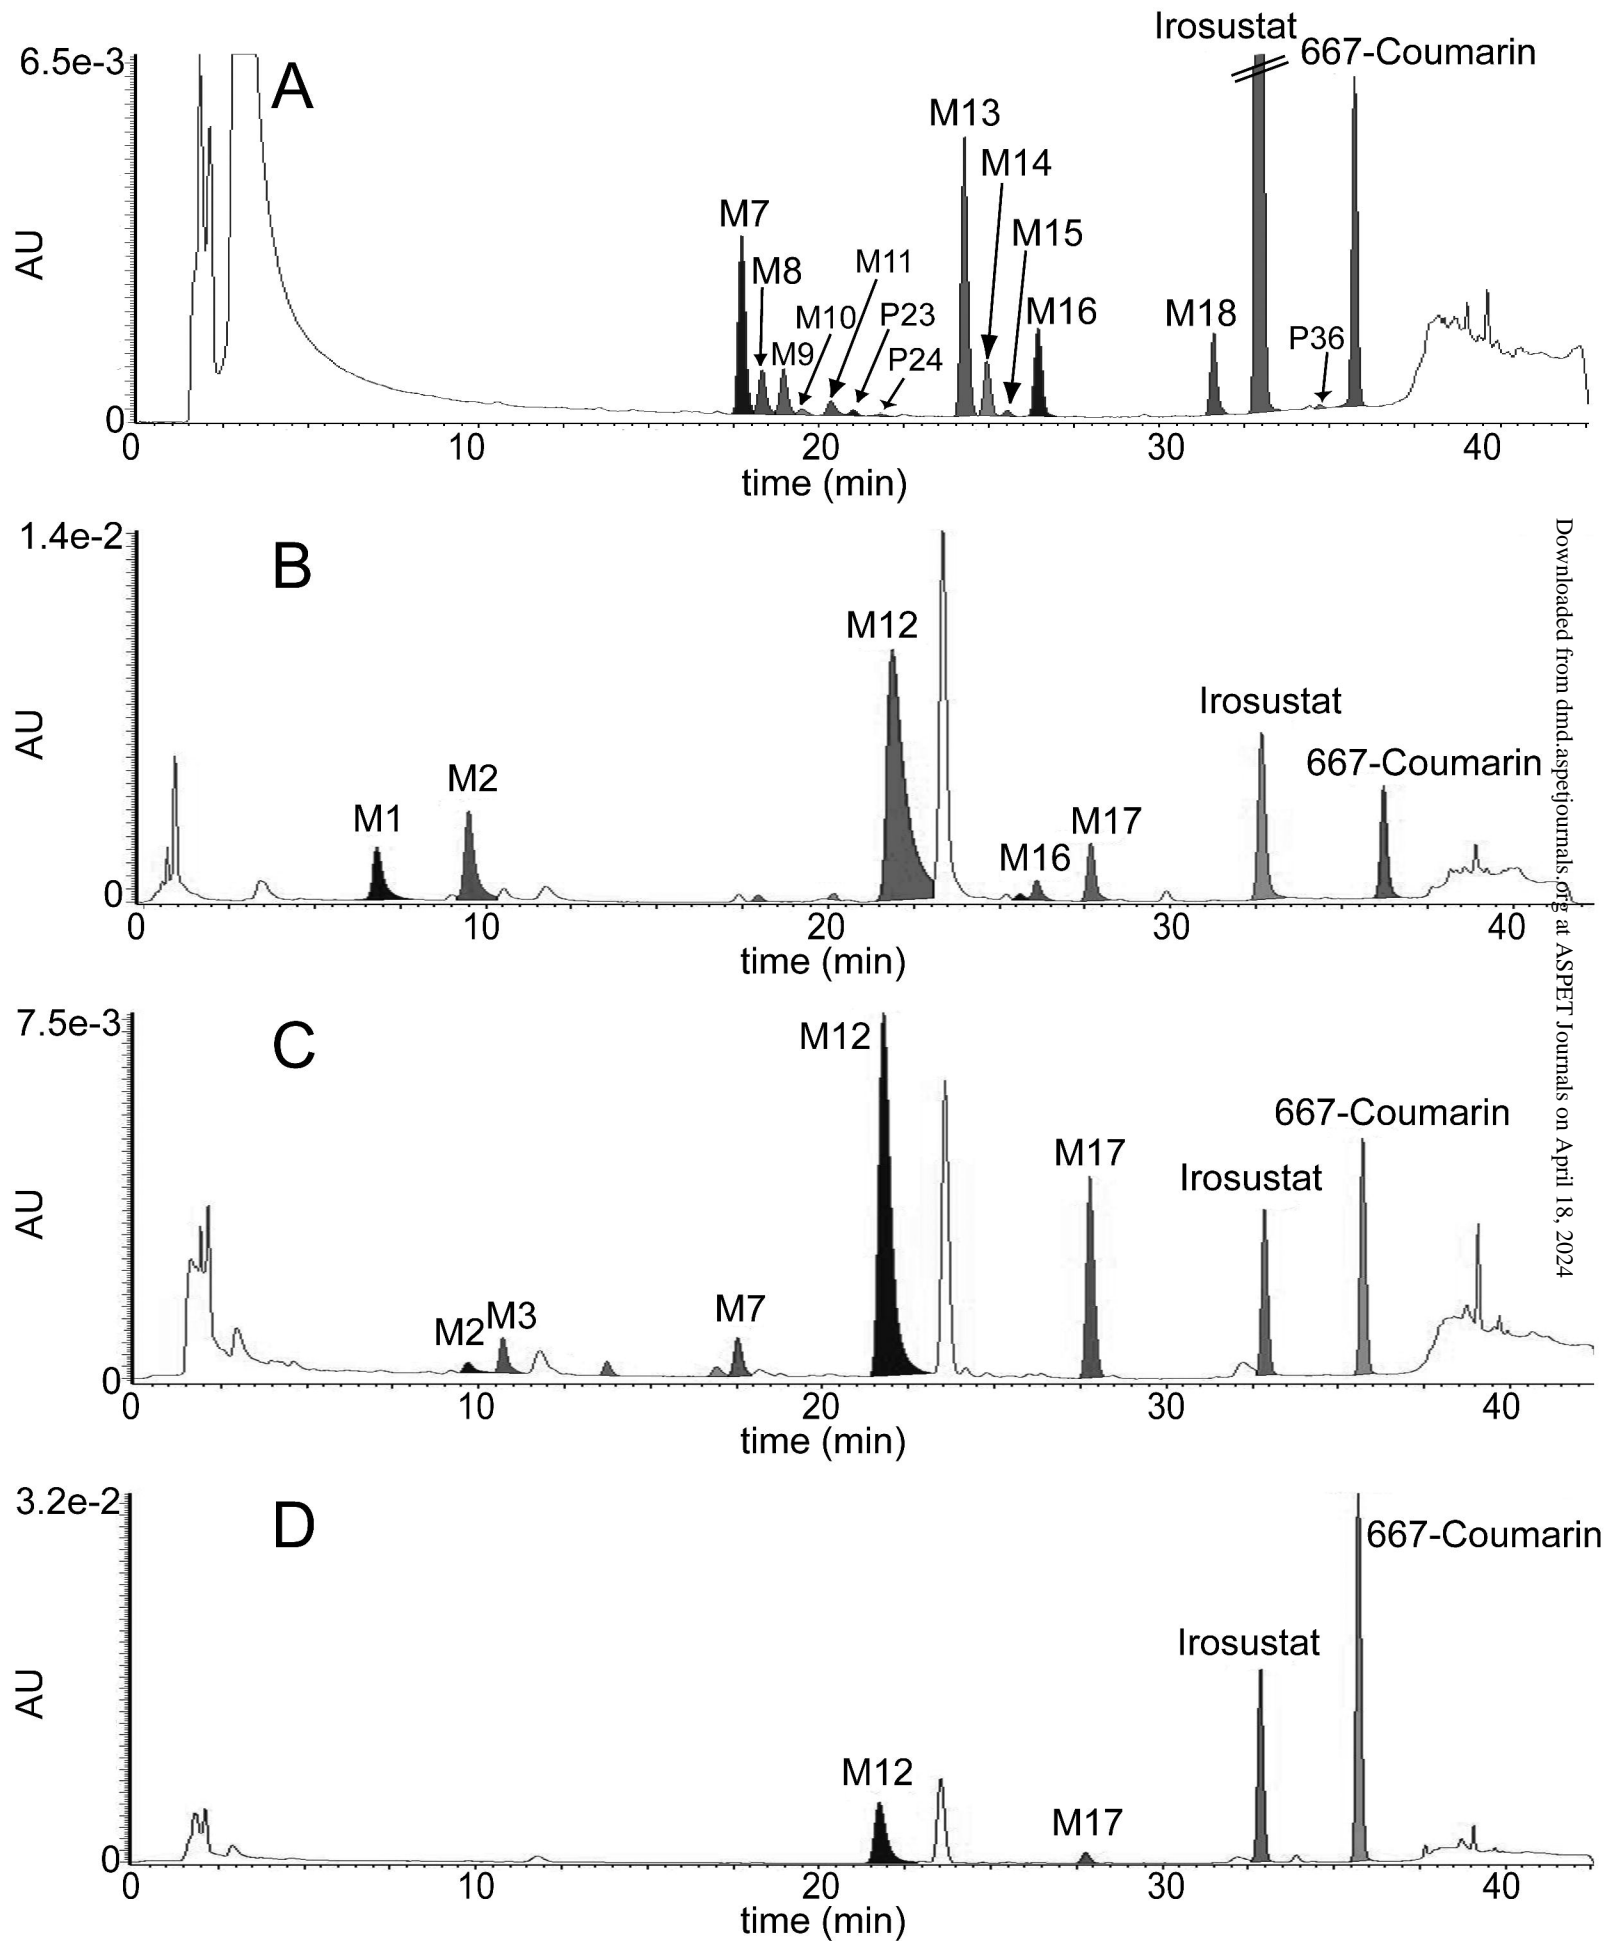 Irosustat
6.5e-3
A
667-Coumarin
M13
M14
M7
M15
M8
M11
AU
M10
P23
M16
M18
M9
P24
P36
0
0 10 20 30 40
time (min)
1.4e-2
B
M12
AU
Irosustat
M2
667-Coumarin
M1
M17
M16
0
0 10 20 30 40
time (min)
7.5e-3
C
M12
667-Coumarin
M17
Irosustat
AU
M2
M3
M7
0
0 10 20 30 40
time (min)
3.2e-2
D
667-Coumarin
Irosustat
AU
M12
M17
0
0 10 20 30 40
time (min)
Downloaded from dmd.aspetjournals.org at ASPET Journals on April 18, 2024